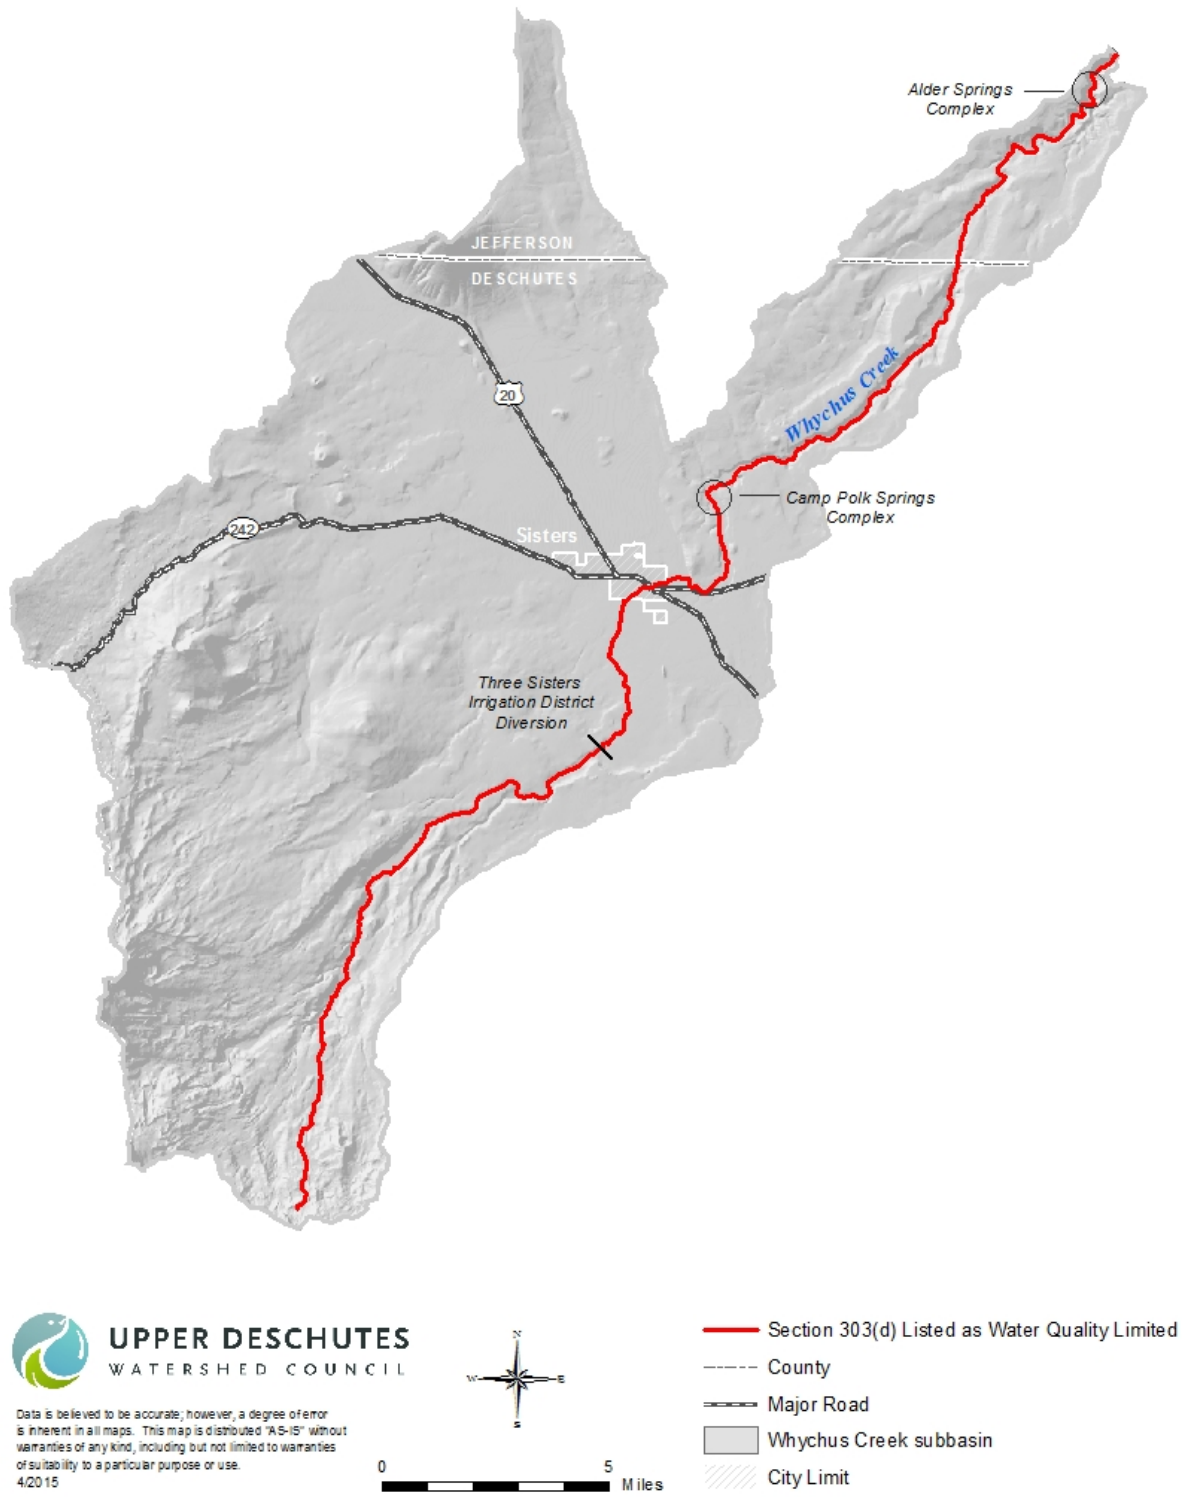 Alder Springs
Complex
JEFFERSON
DESCHUTES
20
Whychus Creek
Camp Polk Springs
Complex
242
Sisters
Three Sisters
Irrigation District
Diversion
UPPER DESCHUTES
WATERSHED COUNCIL
Data is believed to be accurate; however, a degree of error
is inherent in all maps. This map is distributed "AS-IS" without
warranties of any kind, including but not limited to warranties
of suitability to a particular purpose or use.
4/2015
N
W E
S
0 5
Miles
Section 303(d) Listed as Water Quality Limited
County
Major Road
Whychus Creek subbasin
City Limit